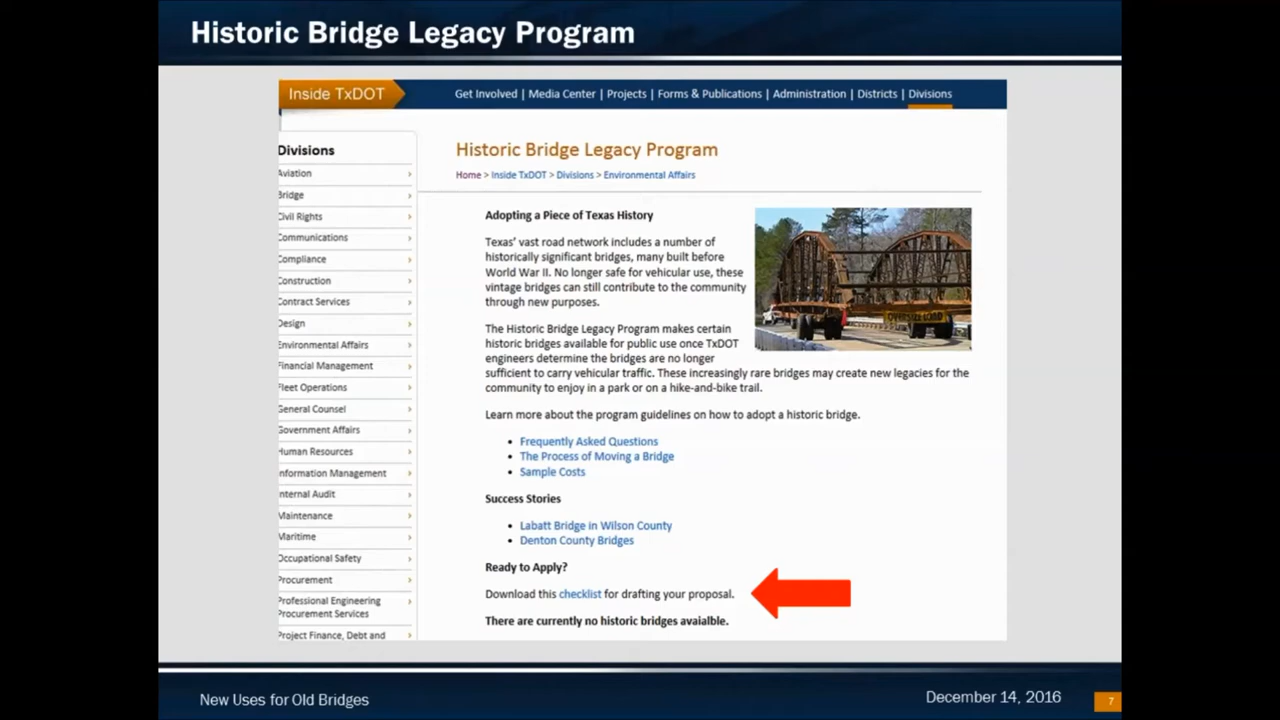 Historic Bridge Legacy Program
Inside TxDOT
Get Involved | Media Center | Projects | Forms & Publications | Administration | Districts | Divisions
Divisions
Aviation
Bridge
Civil Rights
Communications
Compliance
Construction
Contract Services
Design
Environmental Affairs
Financial Management
Fleet Operations
General Counsel
Government Affairs
Human Resources
Information Management
Internal Audit
Maintenance
Maritime
Occupational Safety
Procurement
Professional Engineering
Procurement Services
Project Finance, Debt and
Historic Bridge Legacy Program
Home > Inside TxDOT > Divisions > Environmental Affairs
Adopting a Piece of Texas History
Texas' vast road network includes a number of
historically significant bridges, many built before
World War II. No longer safe for vehicular use, these
vintage bridges can still contribute to the community
through new purposes.
OVERSIZE LOAD
The Historic Bridge Legacy Program makes certain
historic bridges available for public use once TxDOT
engineers determine the bridges are no longer
sufficient to carry vehicular traffic. These increasingly rare bridges may create new legacies for the
community to enjoy in a park or on a hike-and-bike trail.
Learn more about the program guidelines on how to adopt a historic bridge.
• Frequently Asked Questions
• The Process of Moving a Bridge
• Sample Costs
Success Stories
• Labatt Bridge in Wilson County
• Denton County Bridges
Ready to Apply?
Download this checklist for drafting your proposal.
There are currently no historic bridges avaialble.
New Uses for Old Bridges
December 14, 2016
7